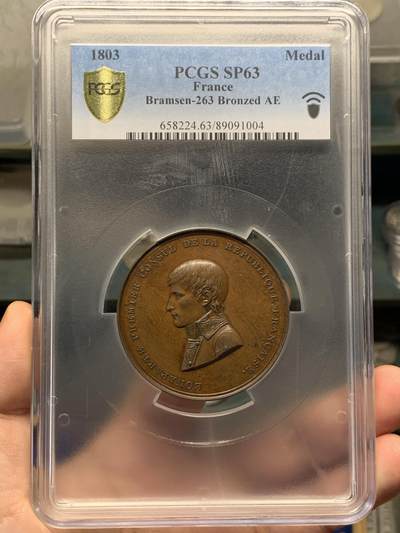 1803 Medal
PCGS SP63
France
Bramsen-263 Bronzed AE
658224.63/89091004
PCGS
PREMIER CONSUL DE LA REPUBLIQUE FRANÇAISE